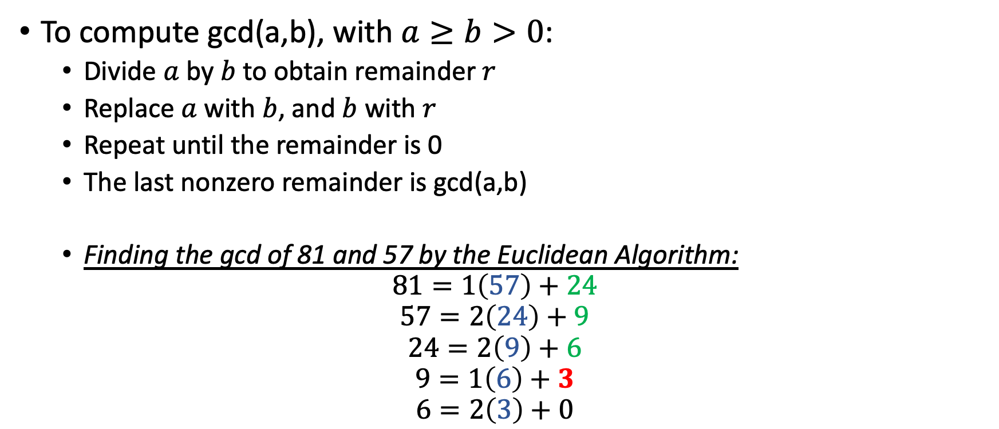 • To compute gcd(a,b), with 𝑎 ≥ 𝑏 > 0:
• Divide 𝑎 by 𝑏 to obtain remainder 𝑟
• Replace 𝑎 with 𝑏, and 𝑏 with 𝑟
• Repeat until the remainder is 0
• The last nonzero remainder is gcd(a,b)
• Finding the gcd of 81 and 57 by the Euclidean Algorithm:
81 = 1(57) + 24
57 = 2(24) + 9
24 = 2(9) + 6
9 = 1(6) + 3
6 = 2(3) + 0